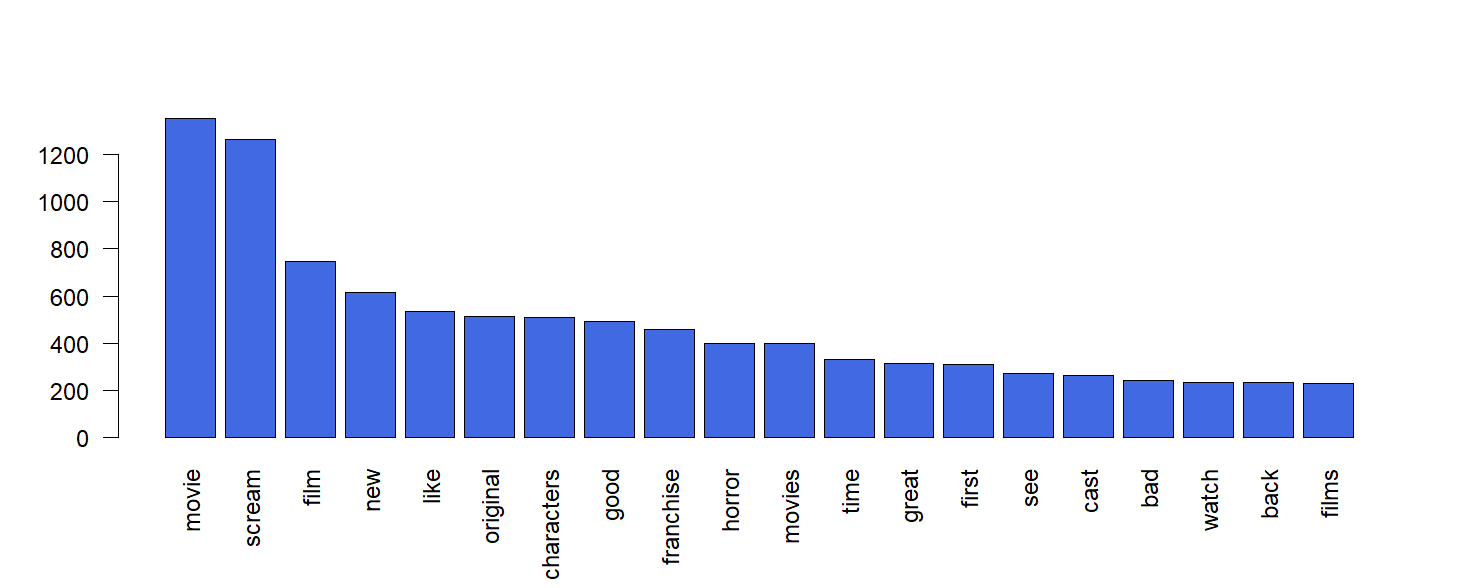 1200
1000
800
600
400
200
0
movie
scream
film
new
like
original
characters
good
franchise
horror
movies
time
great
first
see
cast
bad
watch
back
films